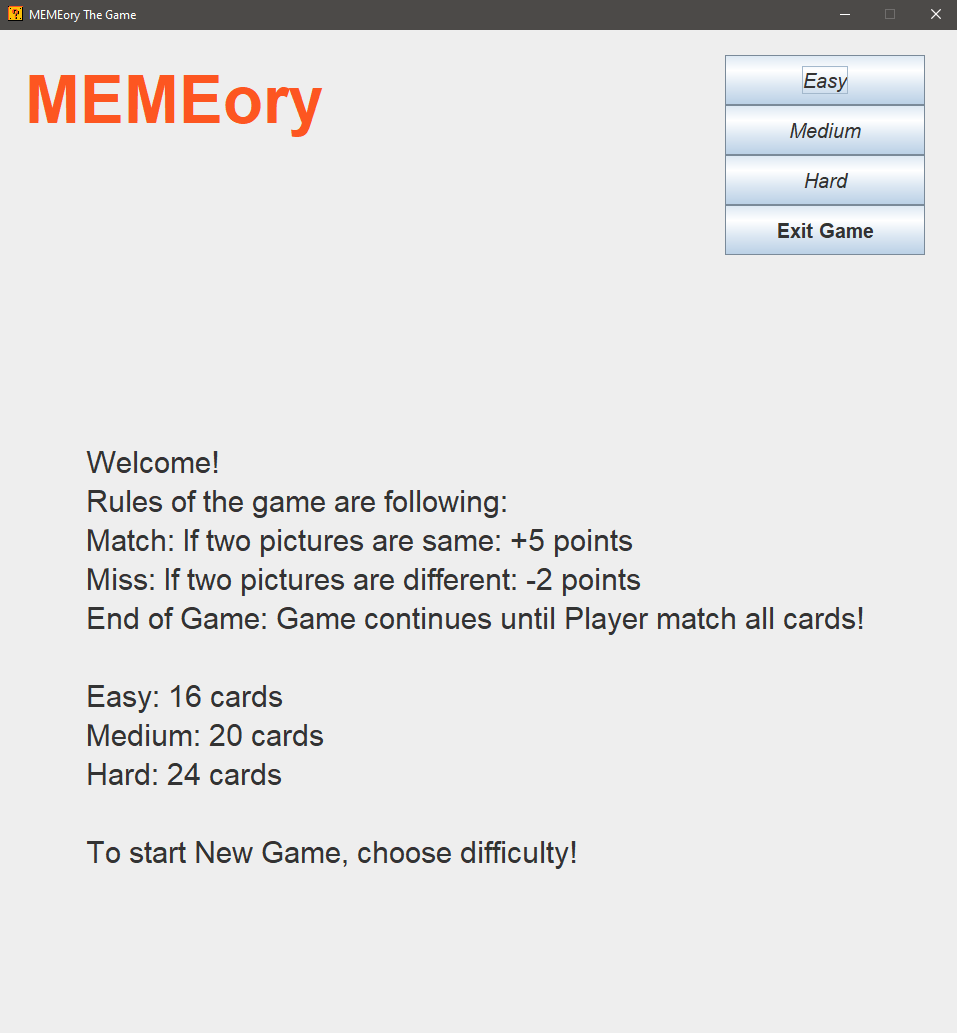 MEMEory The Game
MEMEory
Easy
Medium
Hard
Exit Game
Welcome!
Rules of the game are following:
Match: If two pictures are same: +5 points
Miss: If two pictures are different: -2 points
End of Game: Game continues until Player match all cards!
Easy: 16 cards
Medium: 20 cards
Hard: 24 cards
To start New Game, choose difficulty!